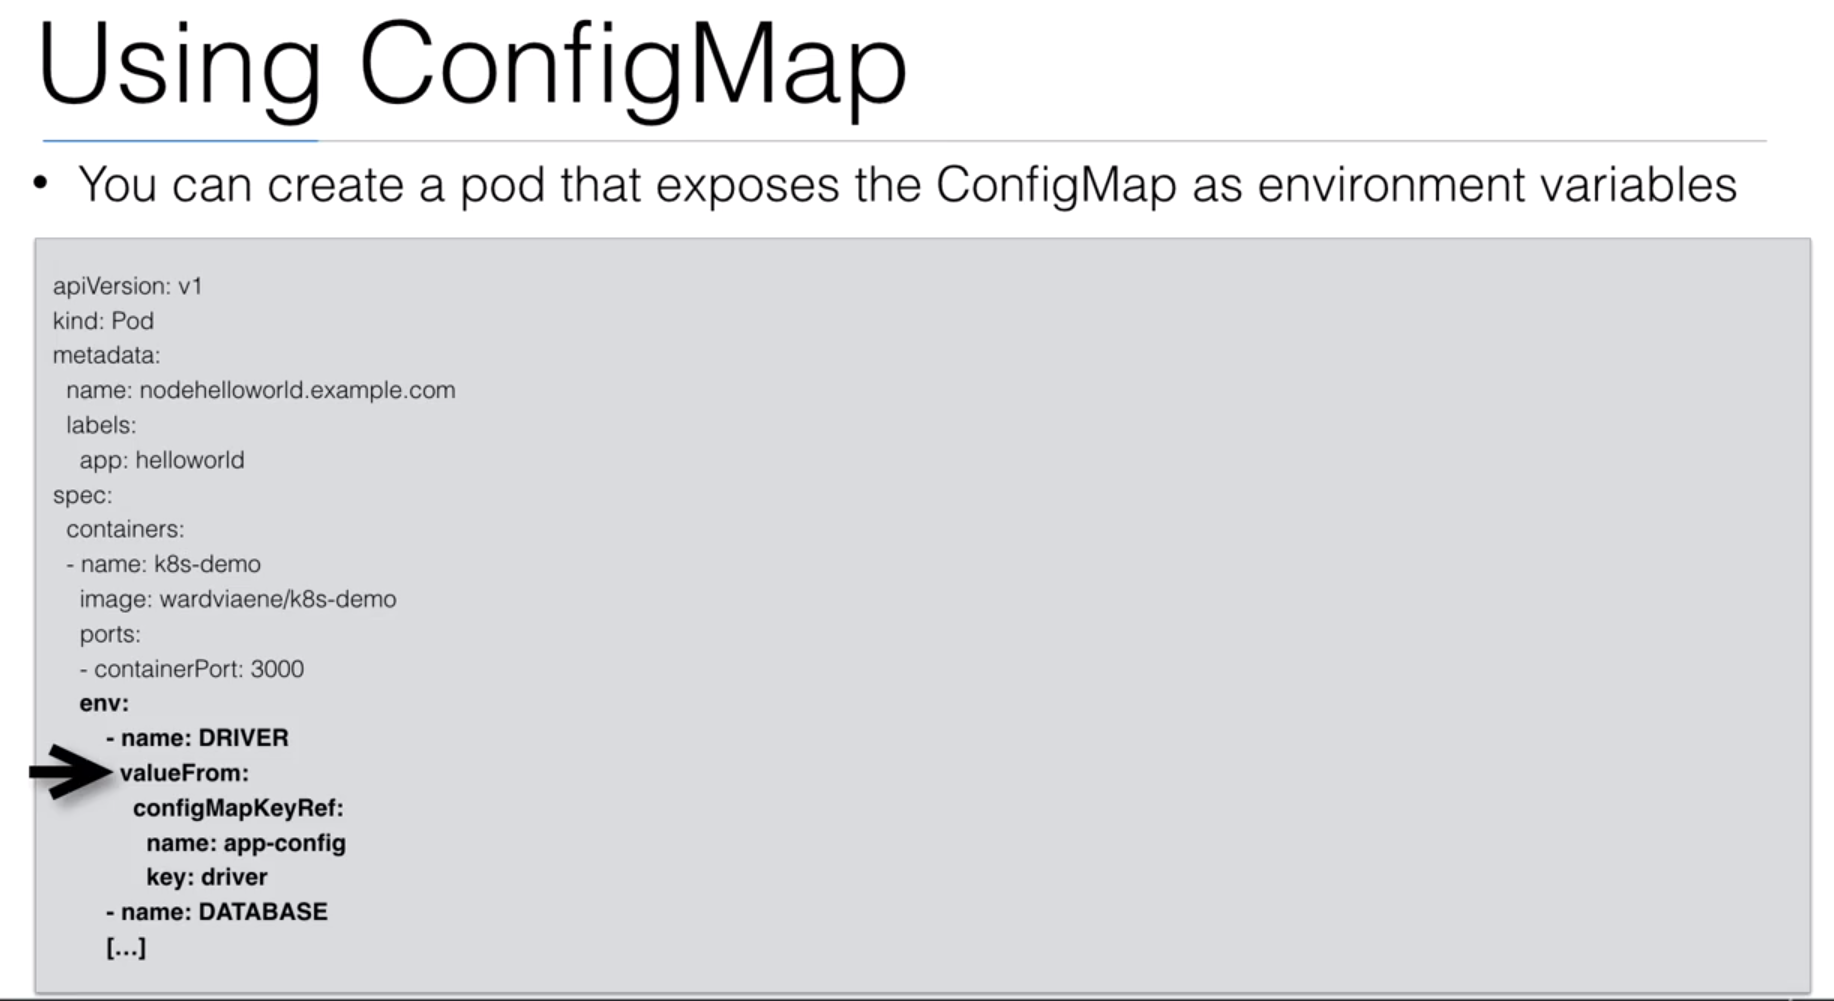 Using ConfigMap
• You can create a pod that exposes the ConfigMap as environment variables
apiVersion: v1
kind: Pod
metadata:
  name: nodehelloworld.example.com
  labels:
    app: helloworld
spec:
  containers:
  - name: k8s-demo
    image: wardviaene/k8s-demo
    ports:
    - containerPort: 3000
    env:
      - name: DRIVER
        valueFrom:
          configMapKeyRef:
            name: app-config
            key: driver
      - name: DATABASE
      [...]